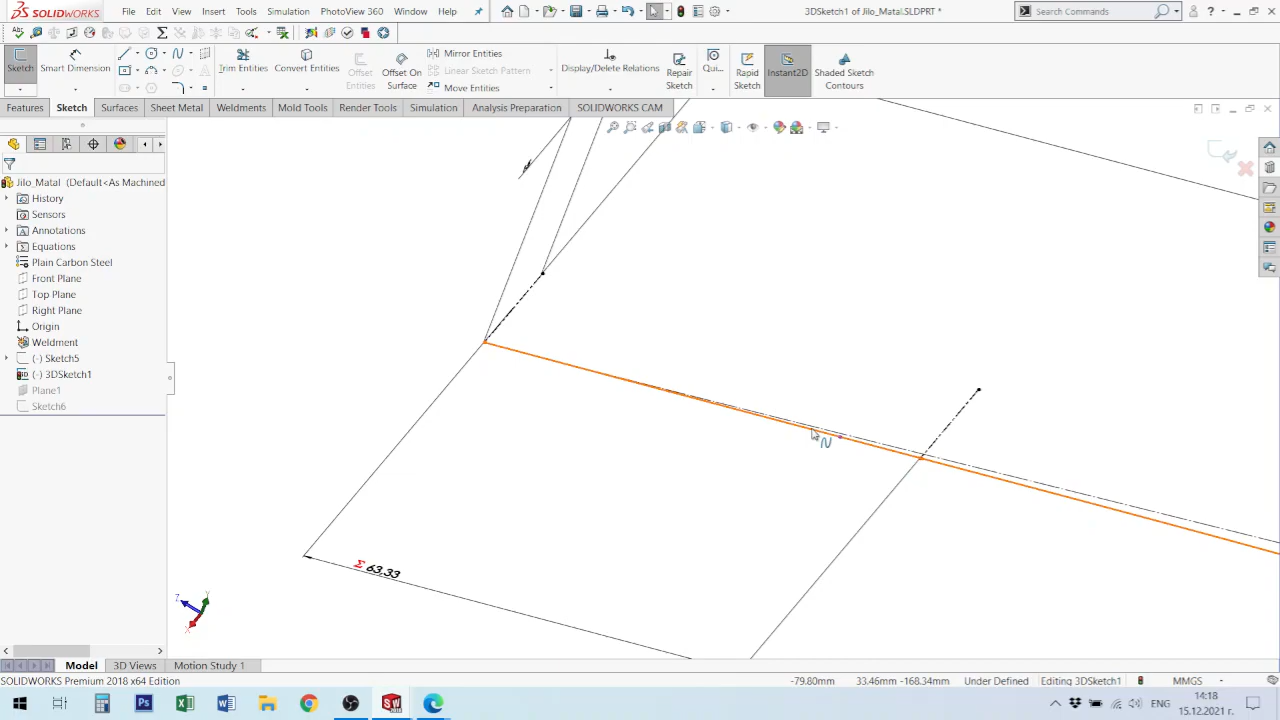 SOLIDWORKS
File Edit View Insert Tools Simulation PhotoView 360 Window Help
3DSketch1 of Jilo_Matal.SLDPRT *
Search Commands
Sketch
Smart Dimension
Trim Entities
Convert Entities
Offset Entities
Offset On Surface
Mirror Entities
Linear Sketch Pattern
Move Entities
Display/Delete Relations
Repair Sketch
Qui...
Rapid Sketch
Instant2D
Shaded Sketch Contours
Features Sketch Surfaces Sheet Metal Weldments Mold Tools Render Tools Simulation Analysis Preparation SOLIDWORKS CAM
Jilo_Matal (Default<As Machined
History
Sensors
Annotations
Equations
Plain Carbon Steel
Front Plane
Top Plane
Right Plane
Origin
Weldment
(-) Sketch5
(-) 3DSketch1
Plane1
Sketch6
Σ 63.33
Z Y X
Model 3D Views Motion Study 1
SOLIDWORKS Premium 2018 x64 Edition
-79.80mm 33.46mm -168.34mm Under Defined Editing 3DSketch1 MMGS
ЕНG 14:18
15.12.2021 г.